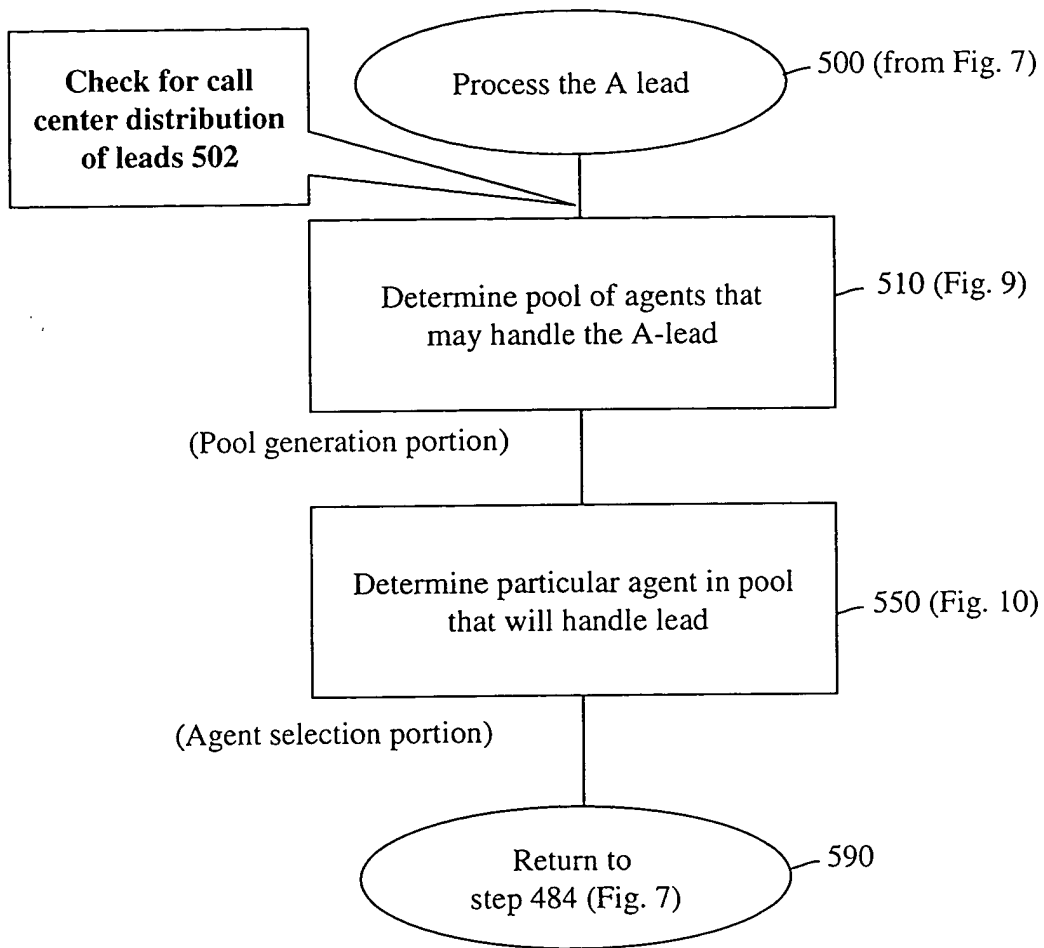 Check for call
center distribution
of leads 502
Process the A lead
500 (from Fig. 7)
Determine pool of agents that
may handle the A-lead
510 (Fig. 9)
(Pool generation portion)
Determine particular agent in pool
that will handle lead
550 (Fig. 10)
(Agent selection portion)
Return to
step 484 (Fig. 7)
590